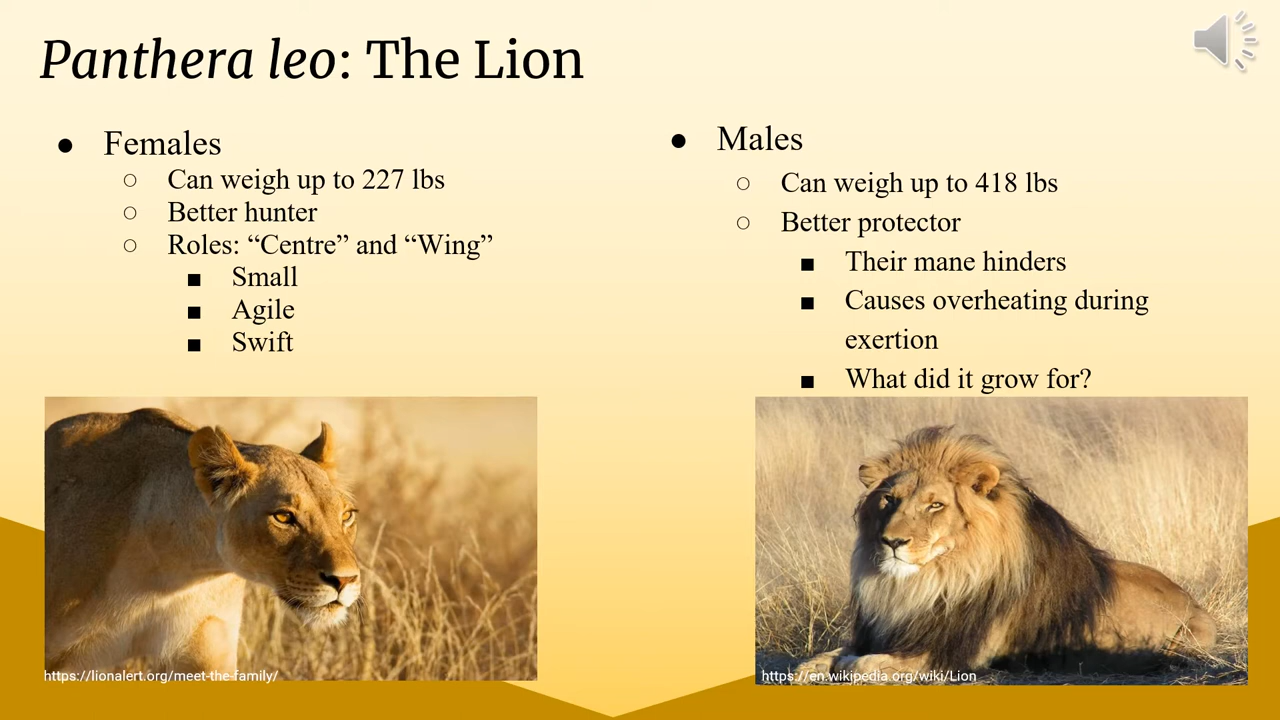 Panthera leo: The Lion
● Females
○ Can weigh up to 227 lbs
○ Better hunter
○ Roles: “Centre” and “Wing”
■ Small
■ Agile
■ Swift
https://lionalert.org/meet-the-family/
● Males
○ Can weigh up to 418 lbs
○ Better protector
■ Their mane hinders
■ Causes overheating during
exertion
■ What did it grow for?
https://en.wikipedia.org/wiki/Lion